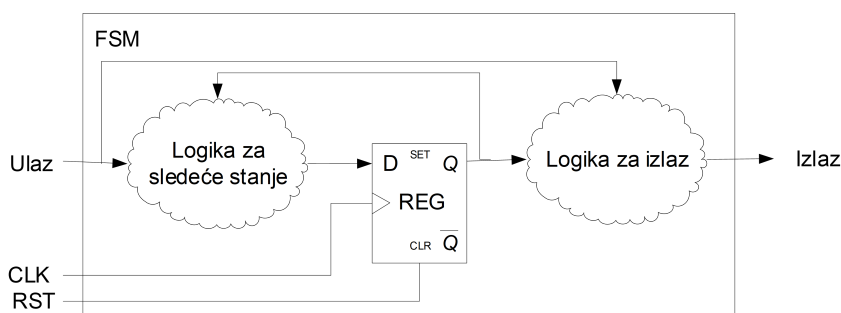 FSM
Ulaz
Logika za
sledeće stanje
D SET Q
REG
CLR Q
Logika za izlaz
Izlaz
CLK
RST